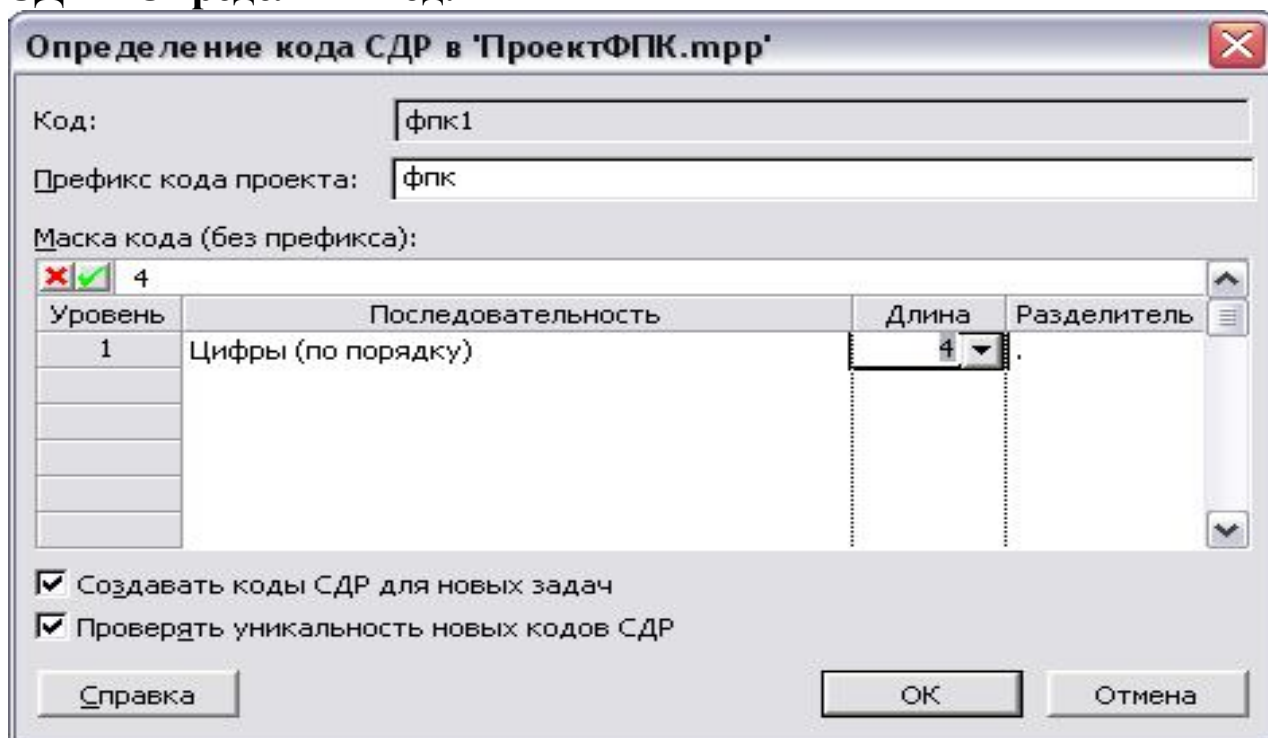 Определение кода СДР в 'ПроектФПК.mpp'
Код: фпк1
Префикс кода проекта: фпк
Маска кода (без префикса):
4
Уровень Последовательность Длина Разделитель
1 Цифры (по порядку) 4 .
Создавать коды СДР для новых задач
Проверять уникальность новых кодов СДР
Справка ОК Отмена